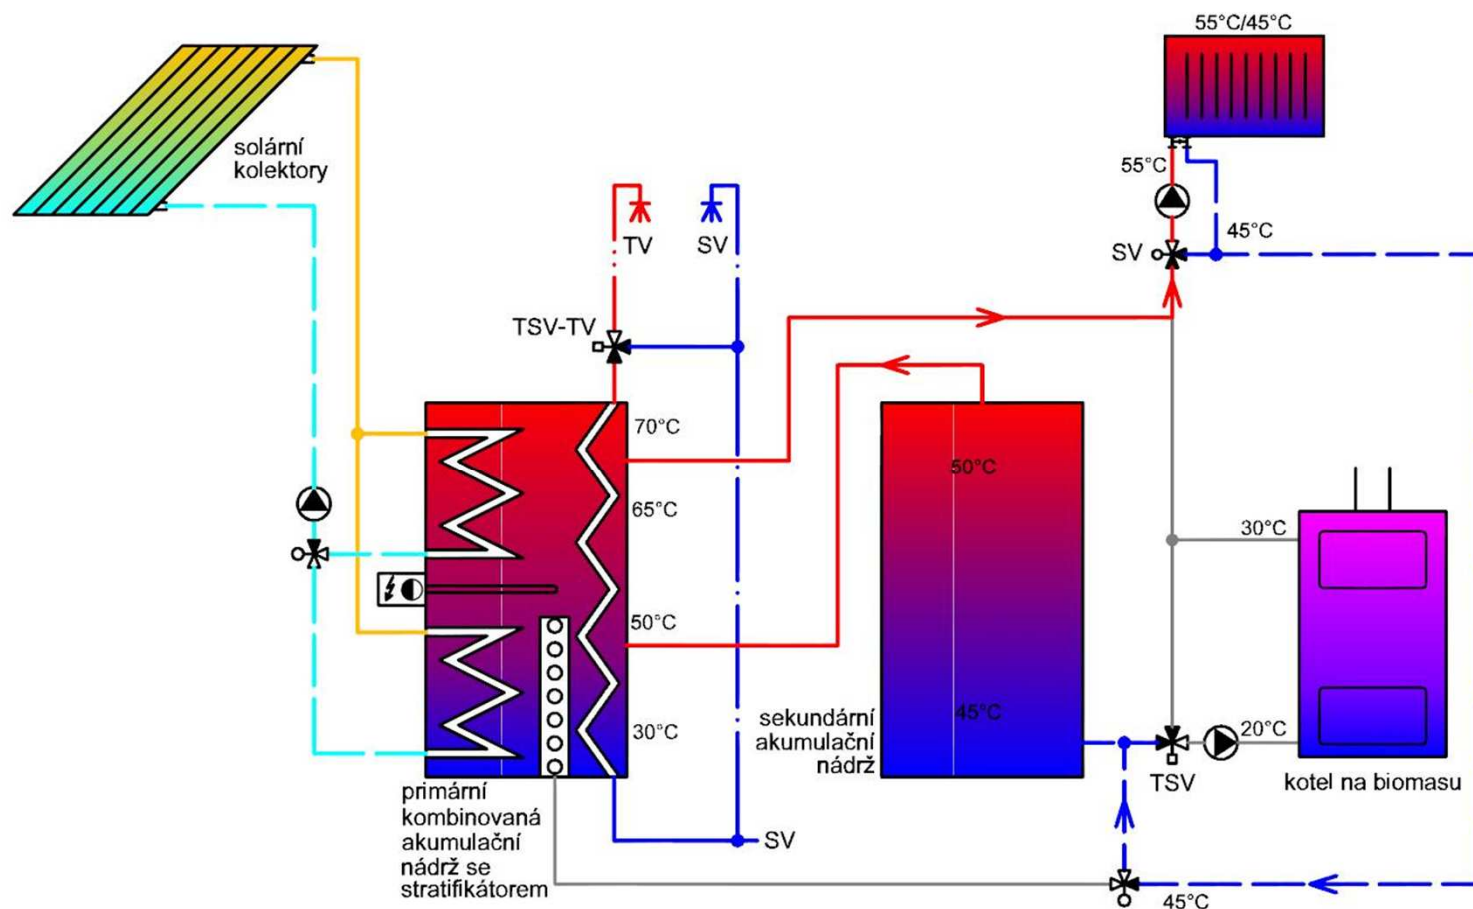 55°C/45°C
solární
kolektory
55°C
TV
SV
SV
45°C
TSV-TV
70°C
50°C
65°C
30°C
50°C
45°C
30°C
20°C
sekundární
akumulační
nádrž
TSV
kotel na biomasu
primární
kombinovaná
akumulační
nádrž se
stratifikátorem
SV
45°C